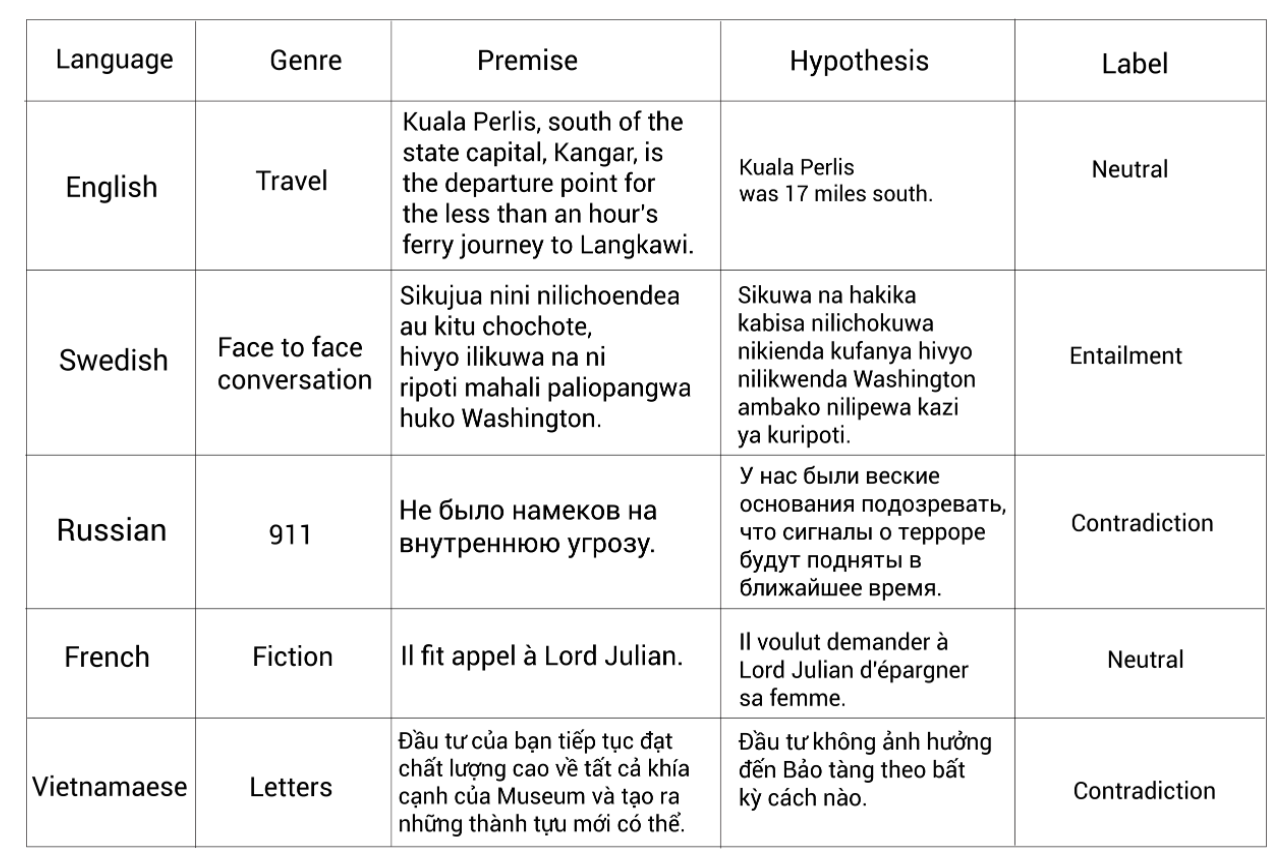 Language Genre Premise Hypothesis Label
English
Travel
Kuala Perlis, south of the
state capital, Kangar, is
the departure point for
the less than an hour's
ferry journey to Langkawi.
Kuala Perlis
was 17 miles south.
Neutral
Swedish
Face to face
conversation
Sikujua nini nilichoendea
au kitu chochote,
hivyo ilikuwa na ni
ripoti mahali paliopangwa
huko Washington.
Sikuwa na hakika
kabisa nilichokuwa
nikienda kufanya hivyo
nilikwenda Washington
ambako nilipewa kazi
ya kuripoti.
Entailment
Russian
911
Не было намеков на
внутреннюю угрозу.
У нас были веские
основания подозревать,
что сигналы о терроре
будут подняты в
ближайшее время.
Contradiction
French
Fiction
Il fit appel à Lord Julian.
Il voulut demander à
Lord Julian d'épargner
sa femme.
Neutral
Vietnamaese
Letters
Đầu tư của bạn tiếp tục đạt
chất lượng cao về tất cả khía
cạnh của Museum và tạo ra
những thành tựu mới có thể.
Đầu tư không ảnh hưởng
đến Bảo tàng theo bất
kỳ cách nào.
Contradiction